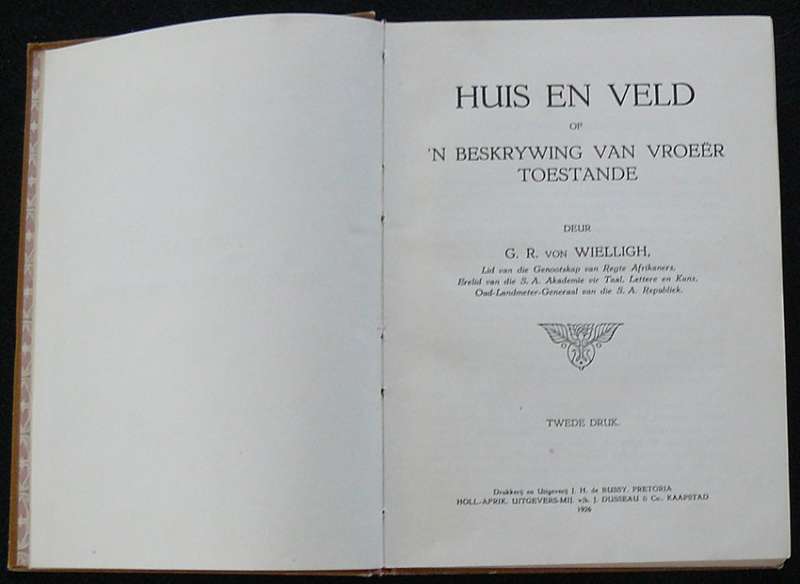 HUIS EN VELD
OF
'N BESKRYWING VAN VROEËR
TOESTANDE
DEUR
G. R. VON WIELLIGH,
Lid van die Genootskap van Regte Afrikaners,
Erelid van die S. A. Akademie vir Taal, Lettere en Kuns,
Oud-Landmeter-Generaal van die S. A. Republiek.
TWEDE DRUK.
Drukkerij en Uitgeverij J. H. de BUSSY, PRETORIA
HOLL.-AFRIK. UITGEVERS-MIJ. v/h. J. DUSSEAU & Co., KAAPSTAD
1926